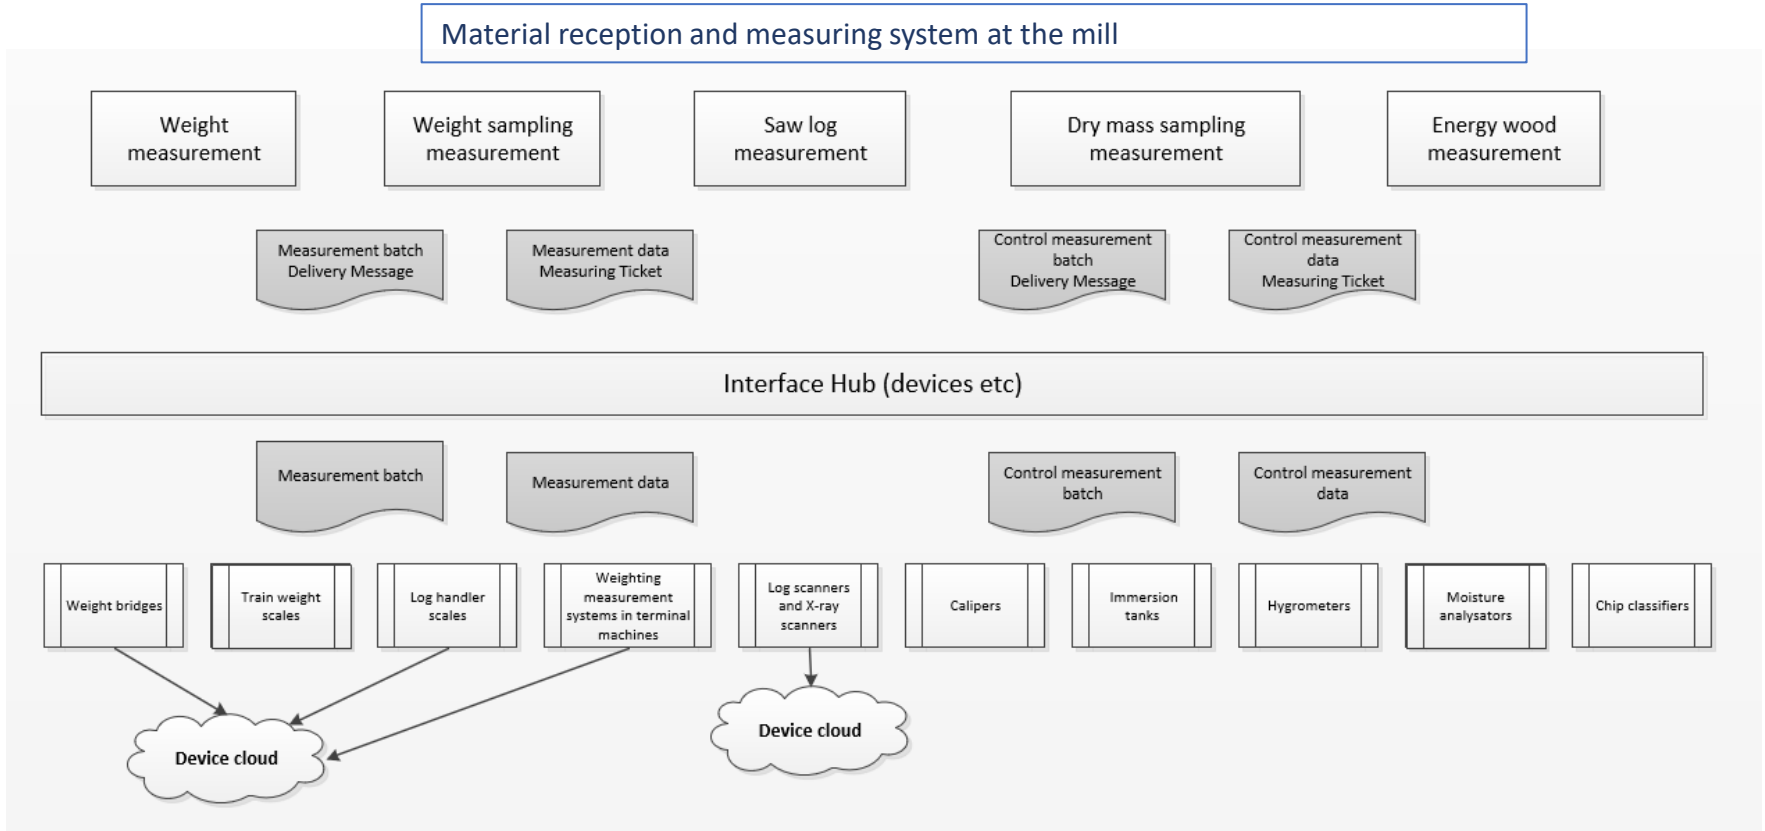 Material reception and measuring system at the mill
Weight
measurement
Weight sampling
measurement
Saw log
measurement
Dry mass sampling
measurement
Energy wood
measurement
Measurement batch
Delivery Message
Measurement data
Measuring Ticket
Control measurement
batch
Delivery Message
Control measurement
data
Measuring Ticket
Interface Hub (devices etc)
Measurement batch
Measurement data
Control measurement
batch
Control measurement
data
Weight bridges
Train weight
scales
Log handler
scales
Weighting
measurement
systems in terminal
machines
Log scanners
and X-ray
scanners
Calipers
Immersion
tanks
Hygrometers
Moisture
analysators
Chip classifiers
Device cloud
Device cloud